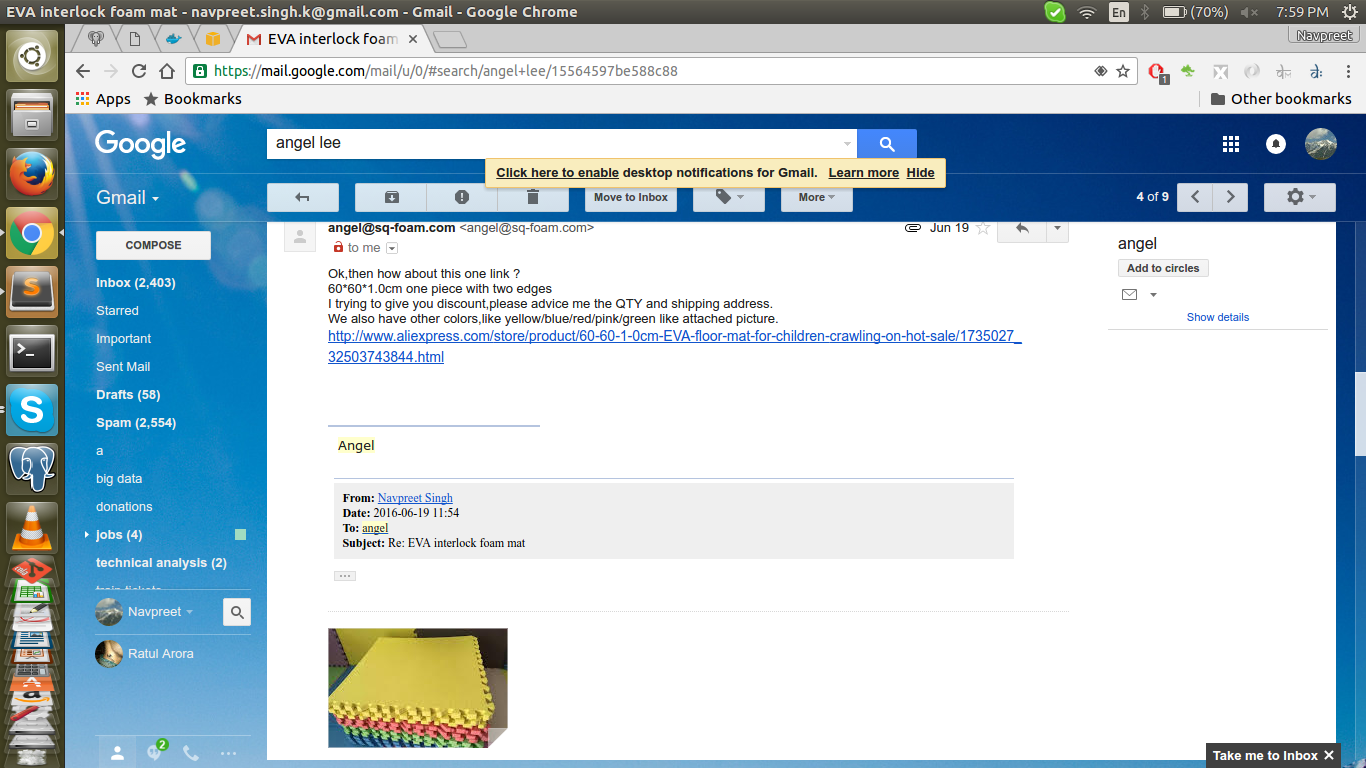 EVA interlock foam mat - navpreet.singh.k@gmail.com - Gmail - Google Chrome
En
(70%)
7:59 PM
EVA interlock foam
Navpreet
https://mail.google.com/mail/u/0/#search/angel+lee/15564597be588c88
1
Apps
Bookmarks
Other bookmarks
Google
angel lee
Click here to enable desktop notifications for Gmail. Learn more Hide
Gmail
Move to Inbox
More
4 of 9
COMPOSE
Inbox (2,403)
Starred
Important
Sent Mail
Drafts (58)
Spam (2,554)
a
big data
donations
jobs (4)
technical analysis (2)
Navpreet
Ratul Arora
2
angel@sq-foam.com <angel@sq-foam.com>
Jun 19
to me
Ok,then how about this one link ?
60*60*1.0cm one piece with two edges
I trying to give you discount,please advice me the QTY and shipping address.
We also have other colors,like yellow/blue/red/pink/green like attached picture.
http://www.aliexpress.com/store/product/60-60-1-0cm-EVA-floor-mat-for-children-crawling-on-hot-sale/1735027_
32503743844.html
Angel
From: Navpreet Singh
Date: 2016-06-19 11:54
To: angel
Subject: Re: EVA interlock foam mat
angel
Add to circles
Show details
Take me to Inbox